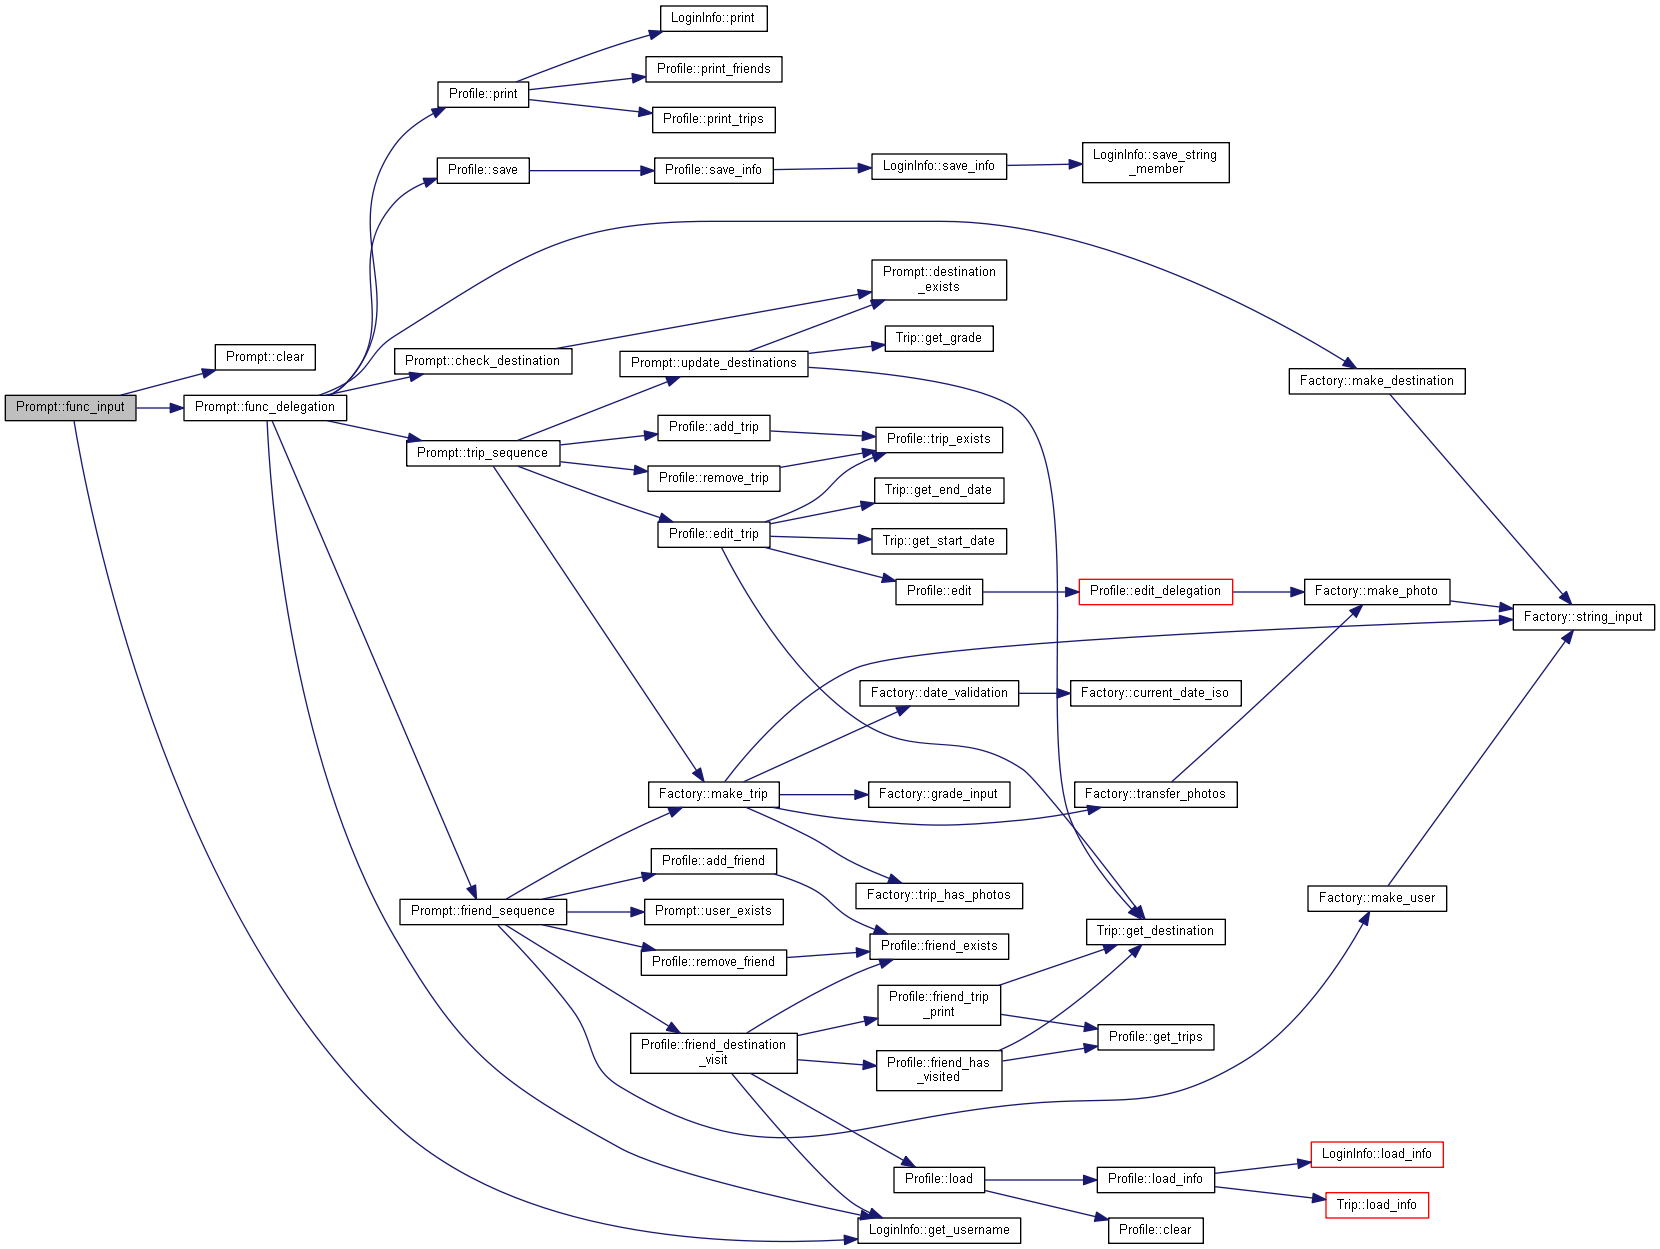 LoginInfo::print
Profile::print_friends
Profile::print
Profile::print_trips
LoginInfo::save_string
_member
Profile::save
Profile::save_info
LoginInfo::save_info
Prompt::destination
_exists
Trip::get_grade
Prompt::clear
Prompt::check_destination
Prompt::update_destinations
Factory::make_destination
Prompt::func_input
Prompt::func_delegation
Profile::add_trip
Profile::trip_exists
Prompt::trip_sequence
Profile::remove_trip
Trip::get_end_date
Profile::edit_trip
Trip::get_start_date
Profile::edit
Profile::edit_delegation
Factory::make_photo
Factory::string_input
Factory::date_validation
Factory::current_date_iso
Factory::make_trip
Factory::grade_input
Factory::transfer_photos
Profile::add_friend
Factory::trip_has_photos
Factory::make_user
Prompt::friend_sequence
Prompt::user_exists
Trip::get_destination
Profile::friend_exists
Profile::remove_friend
Profile::friend_trip
_print
Profile::get_trips
Profile::friend_destination
_visit
Profile::friend_has
_visited
LoginInfo::load_info
Profile::load
Profile::load_info
Trip::load_info
LoginInfo::get_username
Profile::clear